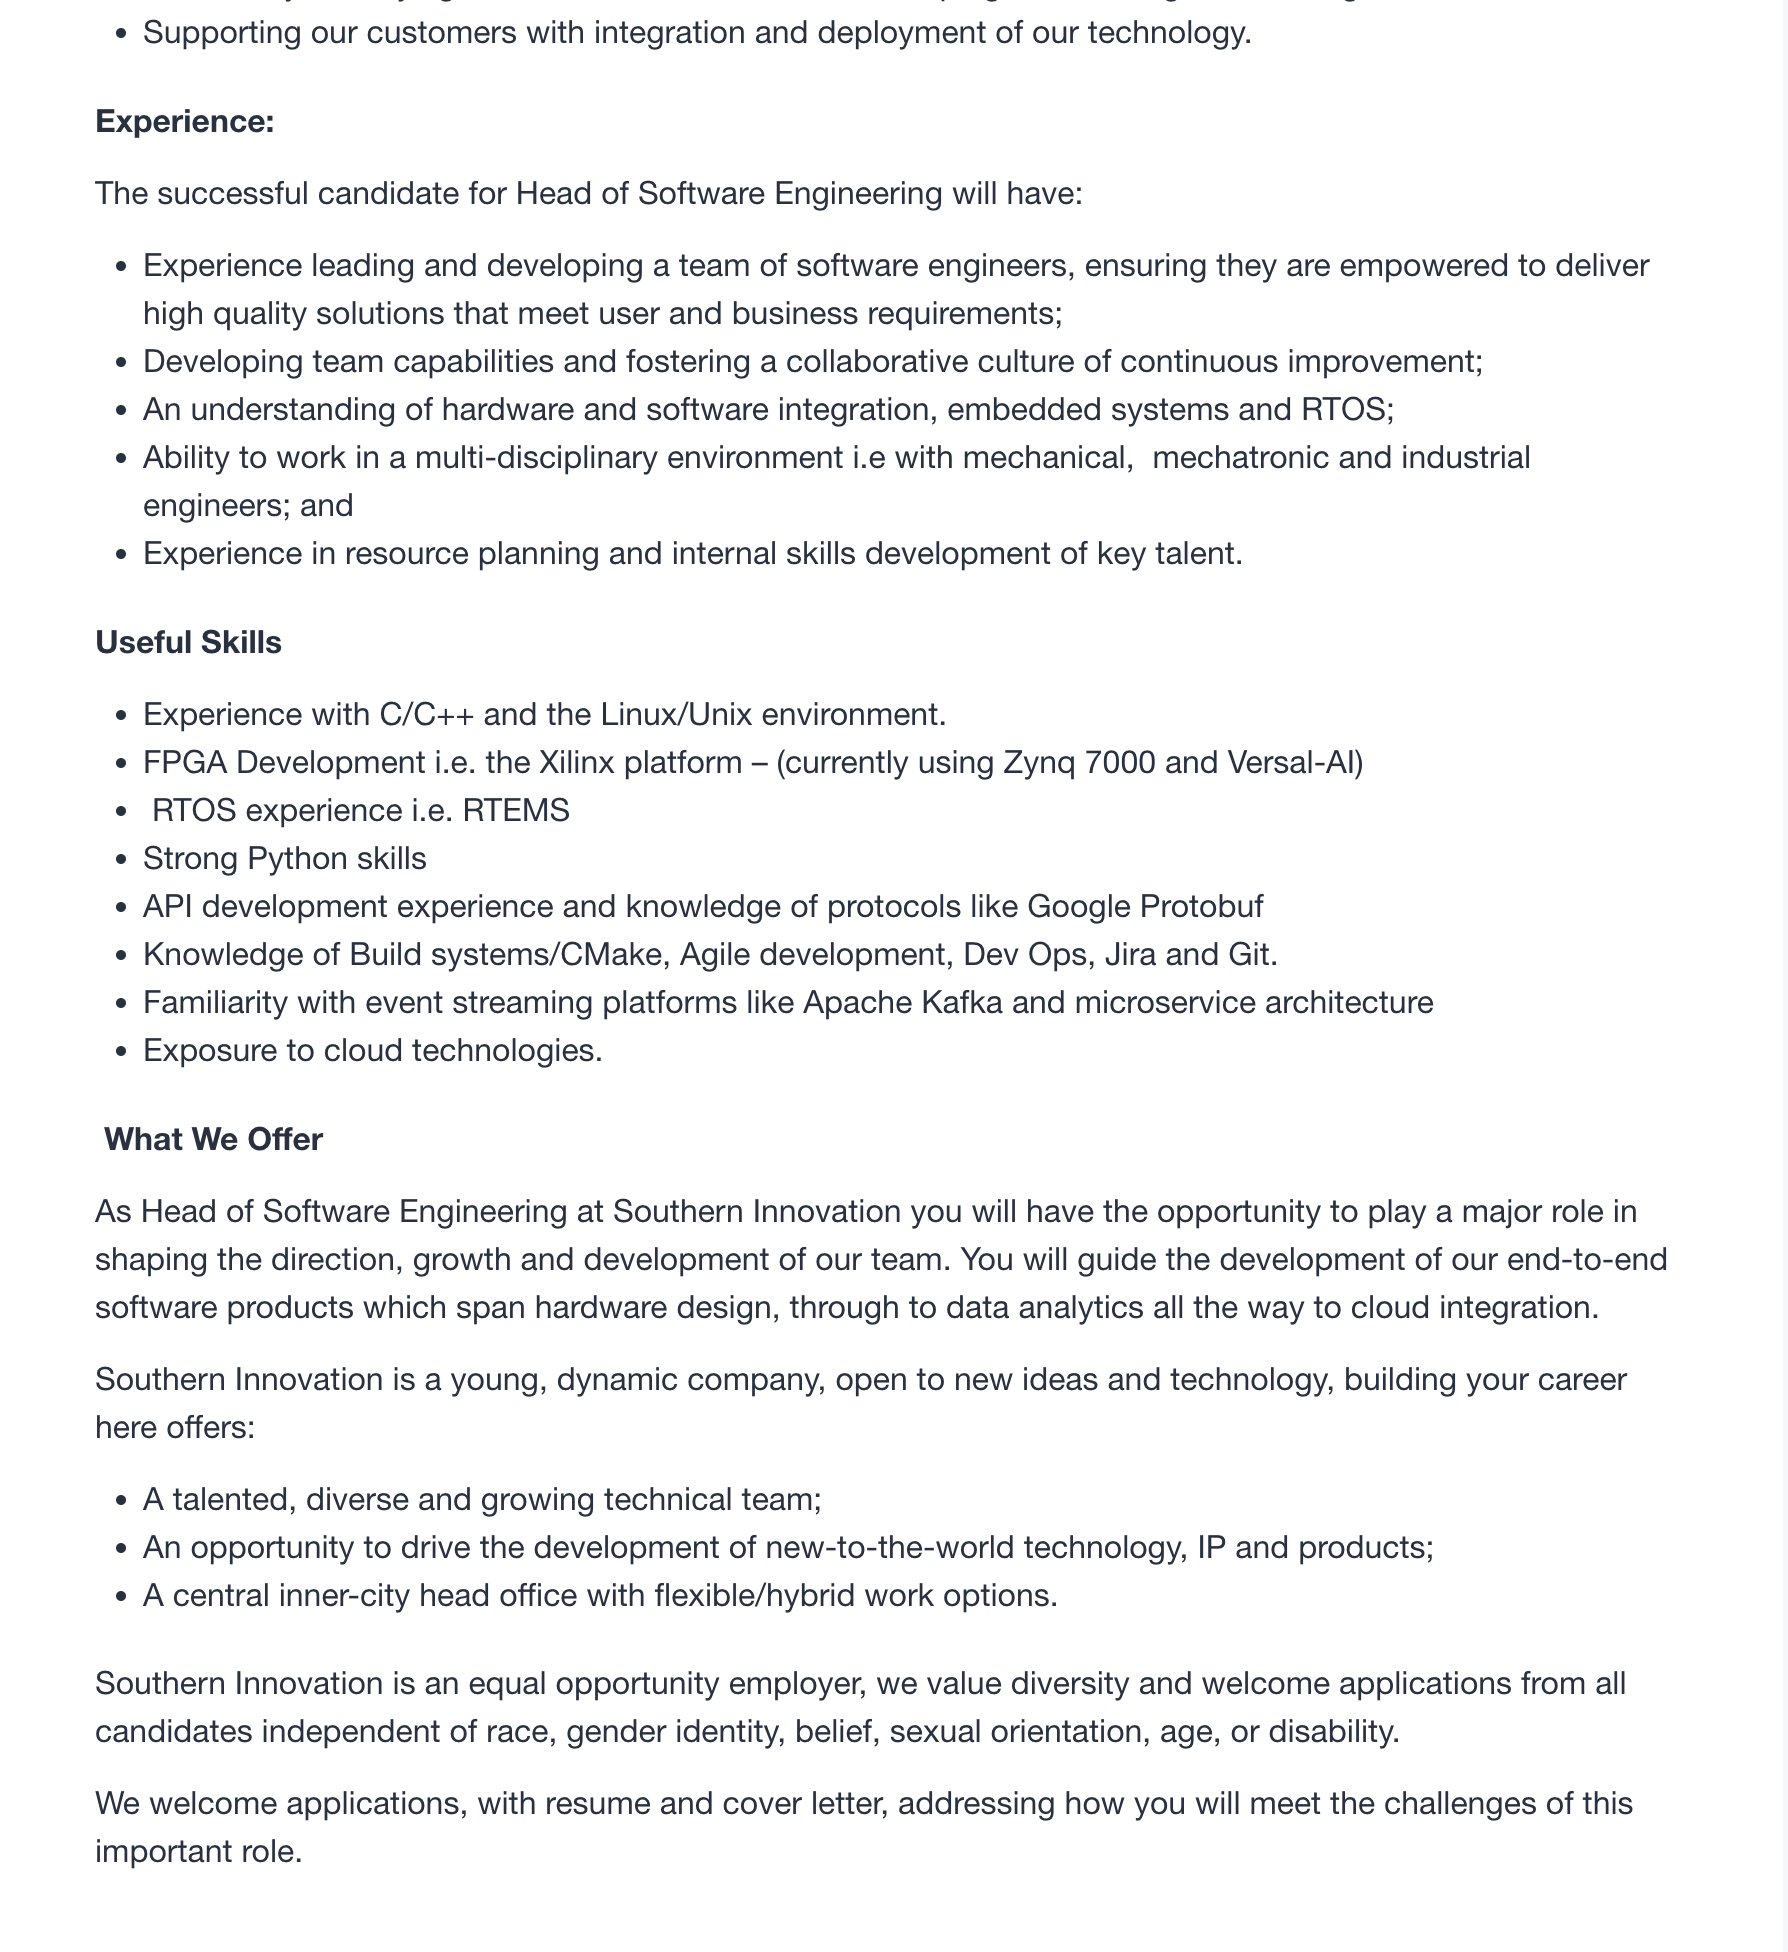 • Supporting our customers with integration and deployment of our technology.
Experience:
The successful candidate for Head of Software Engineering will have:
• Experience leading and developing a team of software engineers, ensuring they are empowered to deliver
high quality solutions that meet user and business requirements;
• Developing team capabilities and fostering a collaborative culture of continuous improvement;
• An understanding of hardware and software integration, embedded systems and RTOS;
• Ability to work in a multi-disciplinary environment i.e with mechanical,  mechatronic and industrial
engineers; and
• Experience in resource planning and internal skills development of key talent.
Useful Skills
• Experience with C/C++ and the Linux/Unix environment.
• FPGA Development i.e. the Xilinx platform – (currently using Zynq 7000 and Versal-AI)
•  RTOS experience i.e. RTEMS
• Strong Python skills
• API development experience and knowledge of protocols like Google Protobuf
• Knowledge of Build systems/CMake, Agile development, Dev Ops, Jira and Git.
• Familiarity with event streaming platforms like Apache Kafka and microservice architecture
• Exposure to cloud technologies.
What We Offer
As Head of Software Engineering at Southern Innovation you will have the opportunity to play a major role in
shaping the direction, growth and development of our team. You will guide the development of our end-to-end
software products which span hardware design, through to data analytics all the way to cloud integration.
Southern Innovation is a young, dynamic company, open to new ideas and technology, building your career
here offers:
• A talented, diverse and growing technical team;
• An opportunity to drive the development of new-to-the-world technology, IP and products;
• A central inner-city head office with flexible/hybrid work options.
Southern Innovation is an equal opportunity employer, we value diversity and welcome applications from all
candidates independent of race, gender identity, belief, sexual orientation, age, or disability.
We welcome applications, with resume and cover letter, addressing how you will meet the challenges of this
important role.